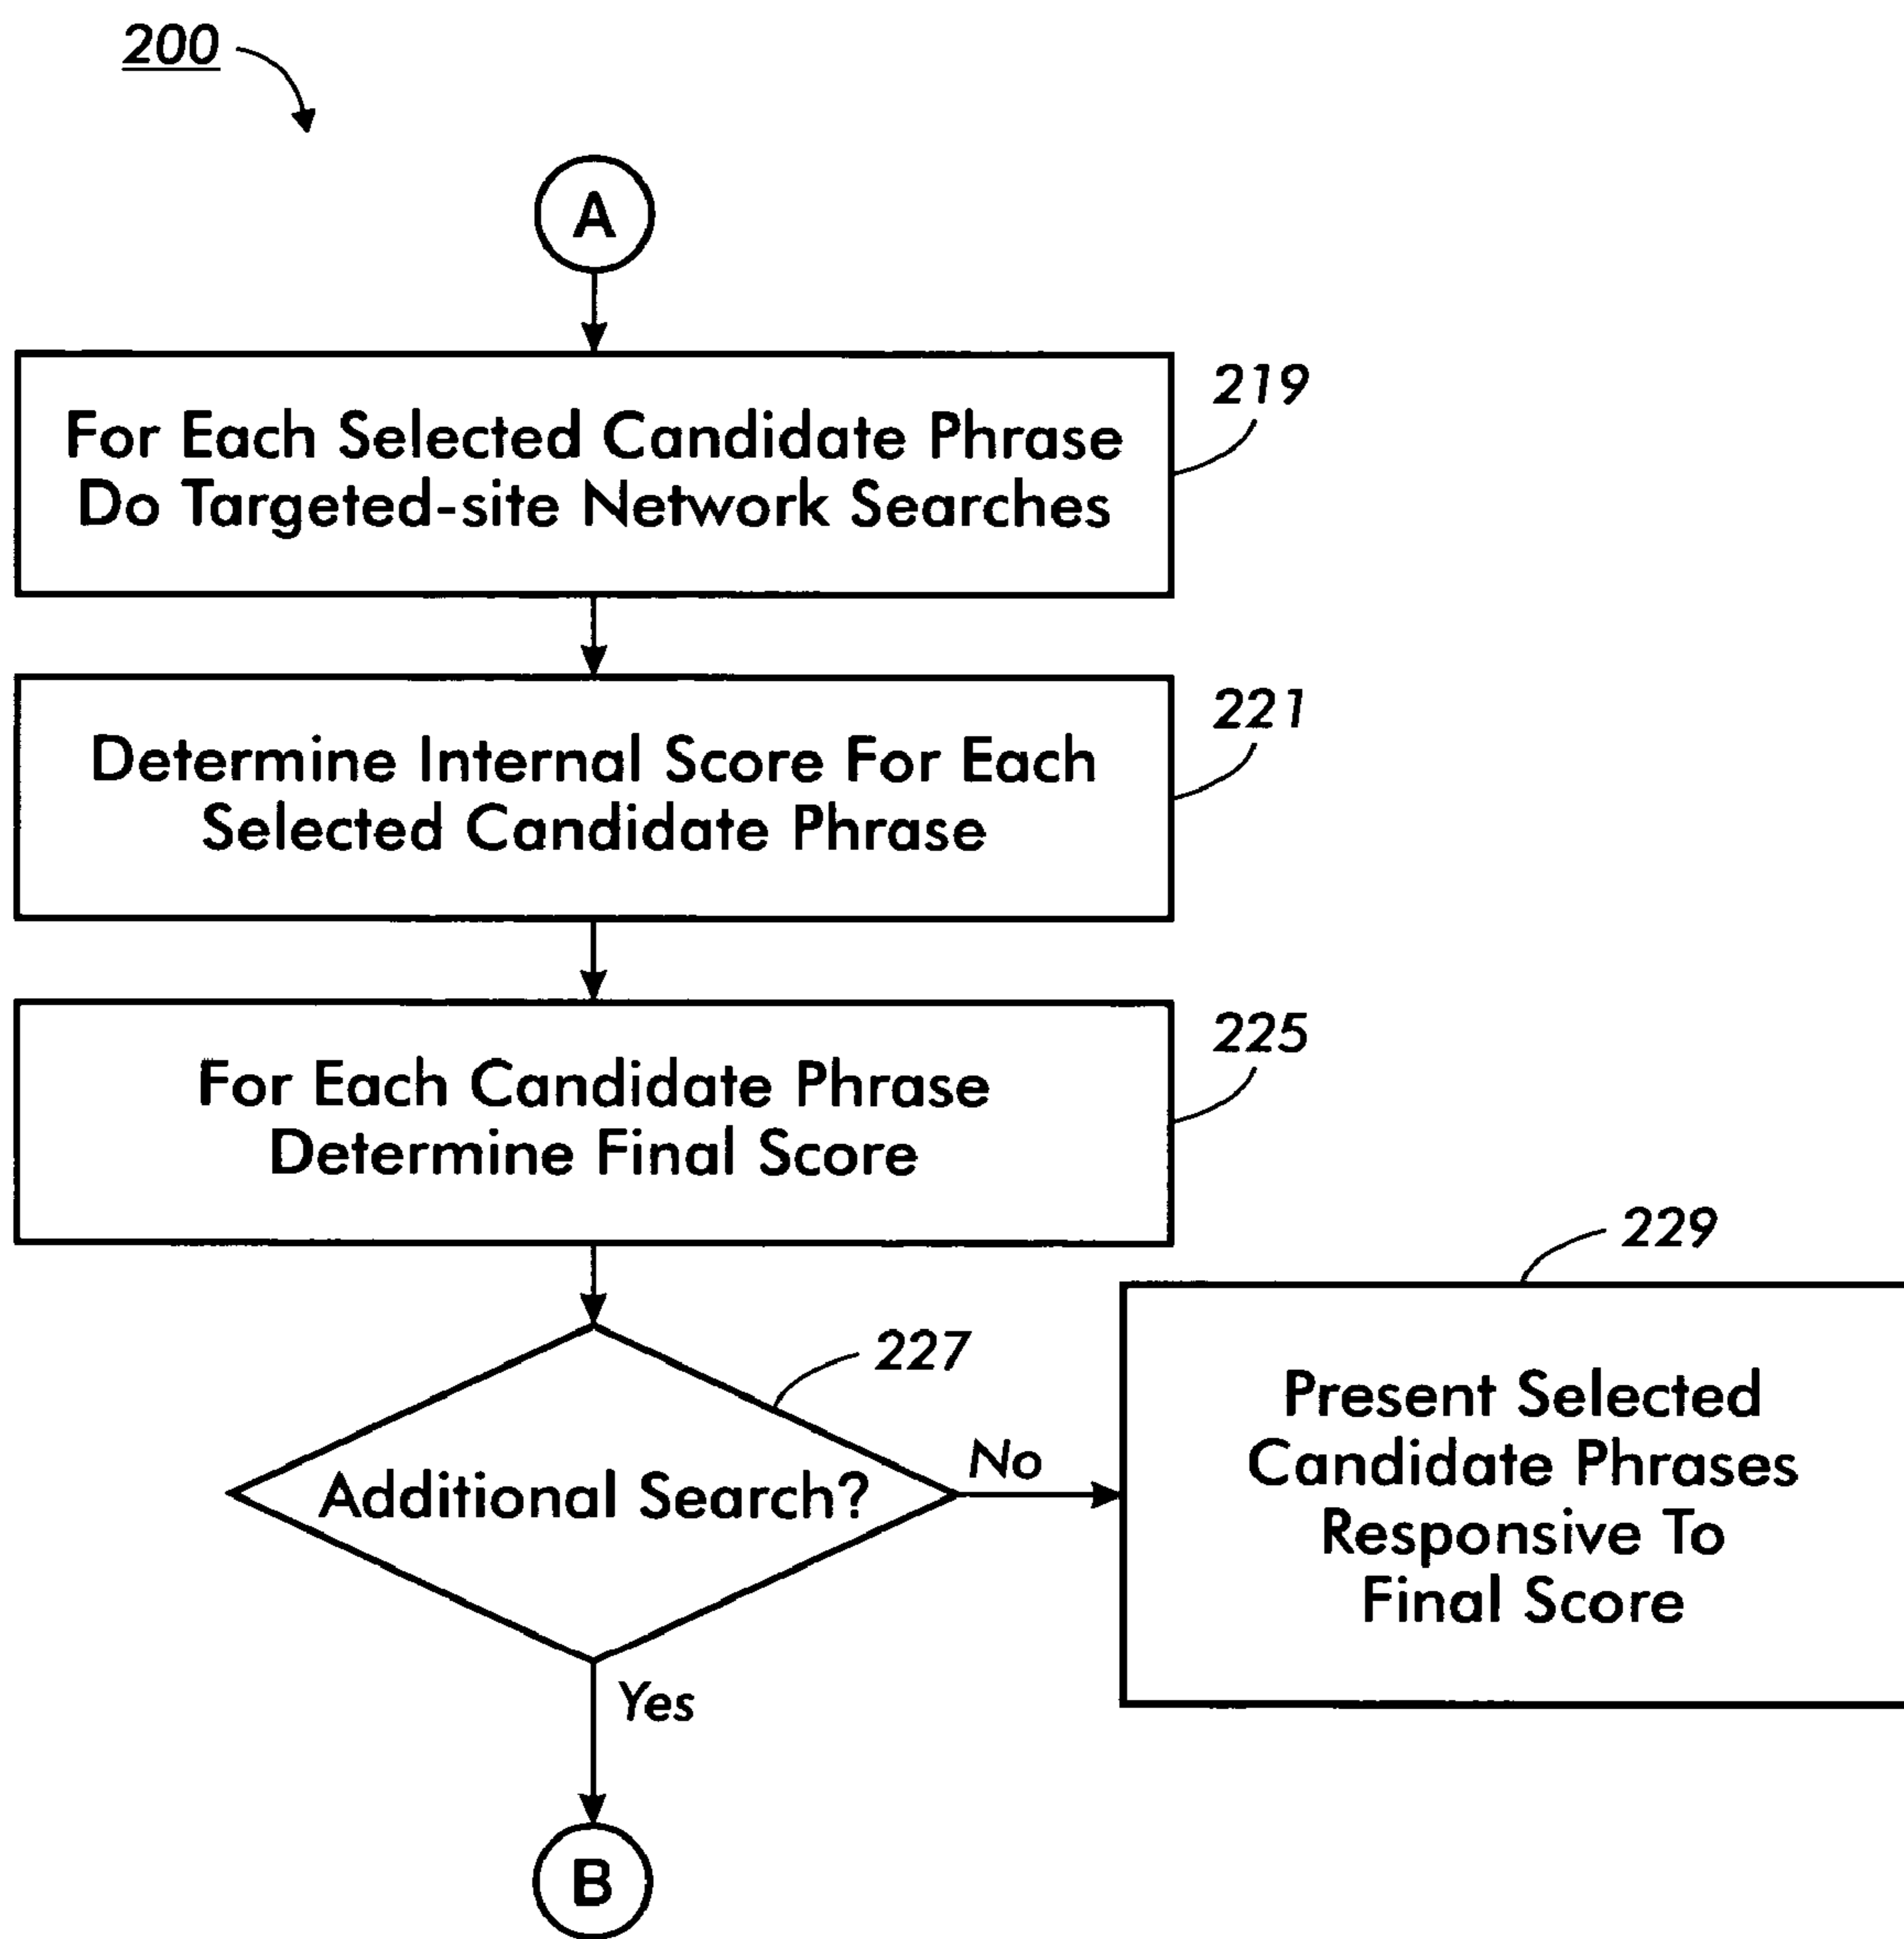 200
A
For Each Selected Candidate Phrase
Do Targeted-site Network Searches
219
Determine Internal Score For Each
Selected Candidate Phrase
221
For Each Candidate Phrase
Determine Final Score
225
229
227
Additional Search?
No
Present Selected
Candidate Phrases
Responsive To
Final Score
Yes
B